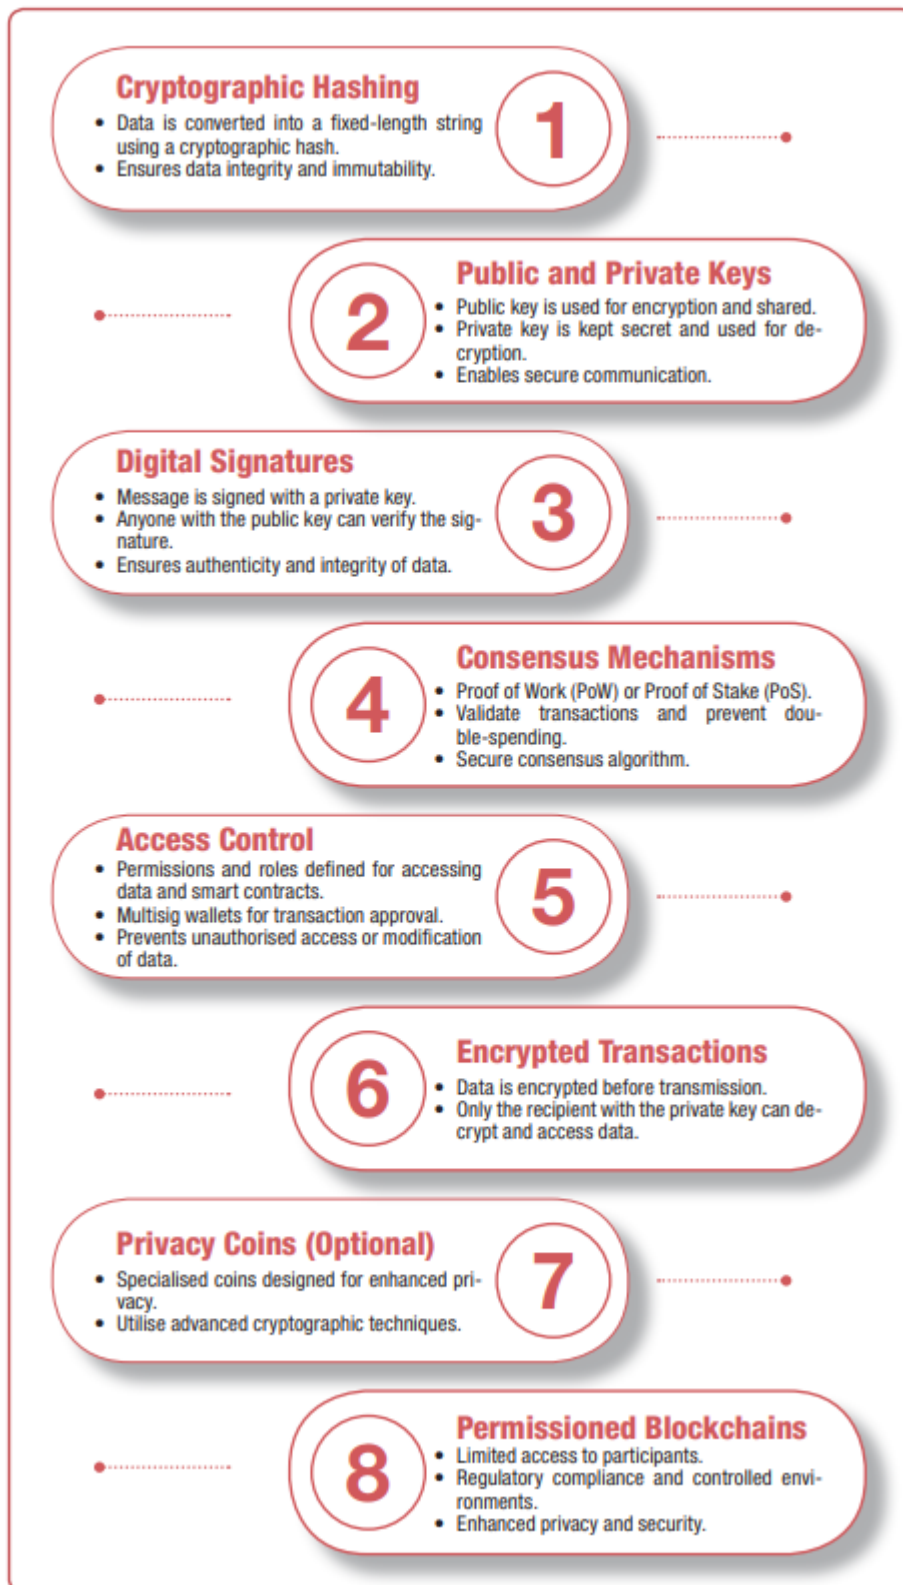 Cryptographic Hashing
• Data is converted into a fixed-length string
using a cryptographic hash.
• Ensures data integrity and immutability.
1
Public and Private Keys
2
• Public key is used for encryption and shared.
• Private key is kept secret and used for de-
cryption.
• Enables secure communication.
Digital Signatures
• Message is signed with a private key.
• Anyone with the public key can verify the sig-
nature.
• Ensures authenticity and integrity of data.
3
Consensus Mechanisms
4
• Proof of Work (PoW) or Proof of Stake (PoS).
• Validate transactions and prevent dou-
ble-spending.
• Secure consensus algorithm.
Access Control
• Permissions and roles defined for accessing
data and smart contracts.
• Multisig wallets for transaction approval.
• Prevents unauthorised access or modification
of data.
5
Encrypted Transactions
6
• Data is encrypted before transmission.
• Only the recipient with the private key can de-
crypt and access data.
Privacy Coins (Optional)
• Specialised coins designed for enhanced pri-
vacy.
• Utilise advanced cryptographic techniques.
7
Permissioned Blockchains
8
• Limited access to participants.
• Regulatory compliance and controlled envi-
ronments.
• Enhanced privacy and security.